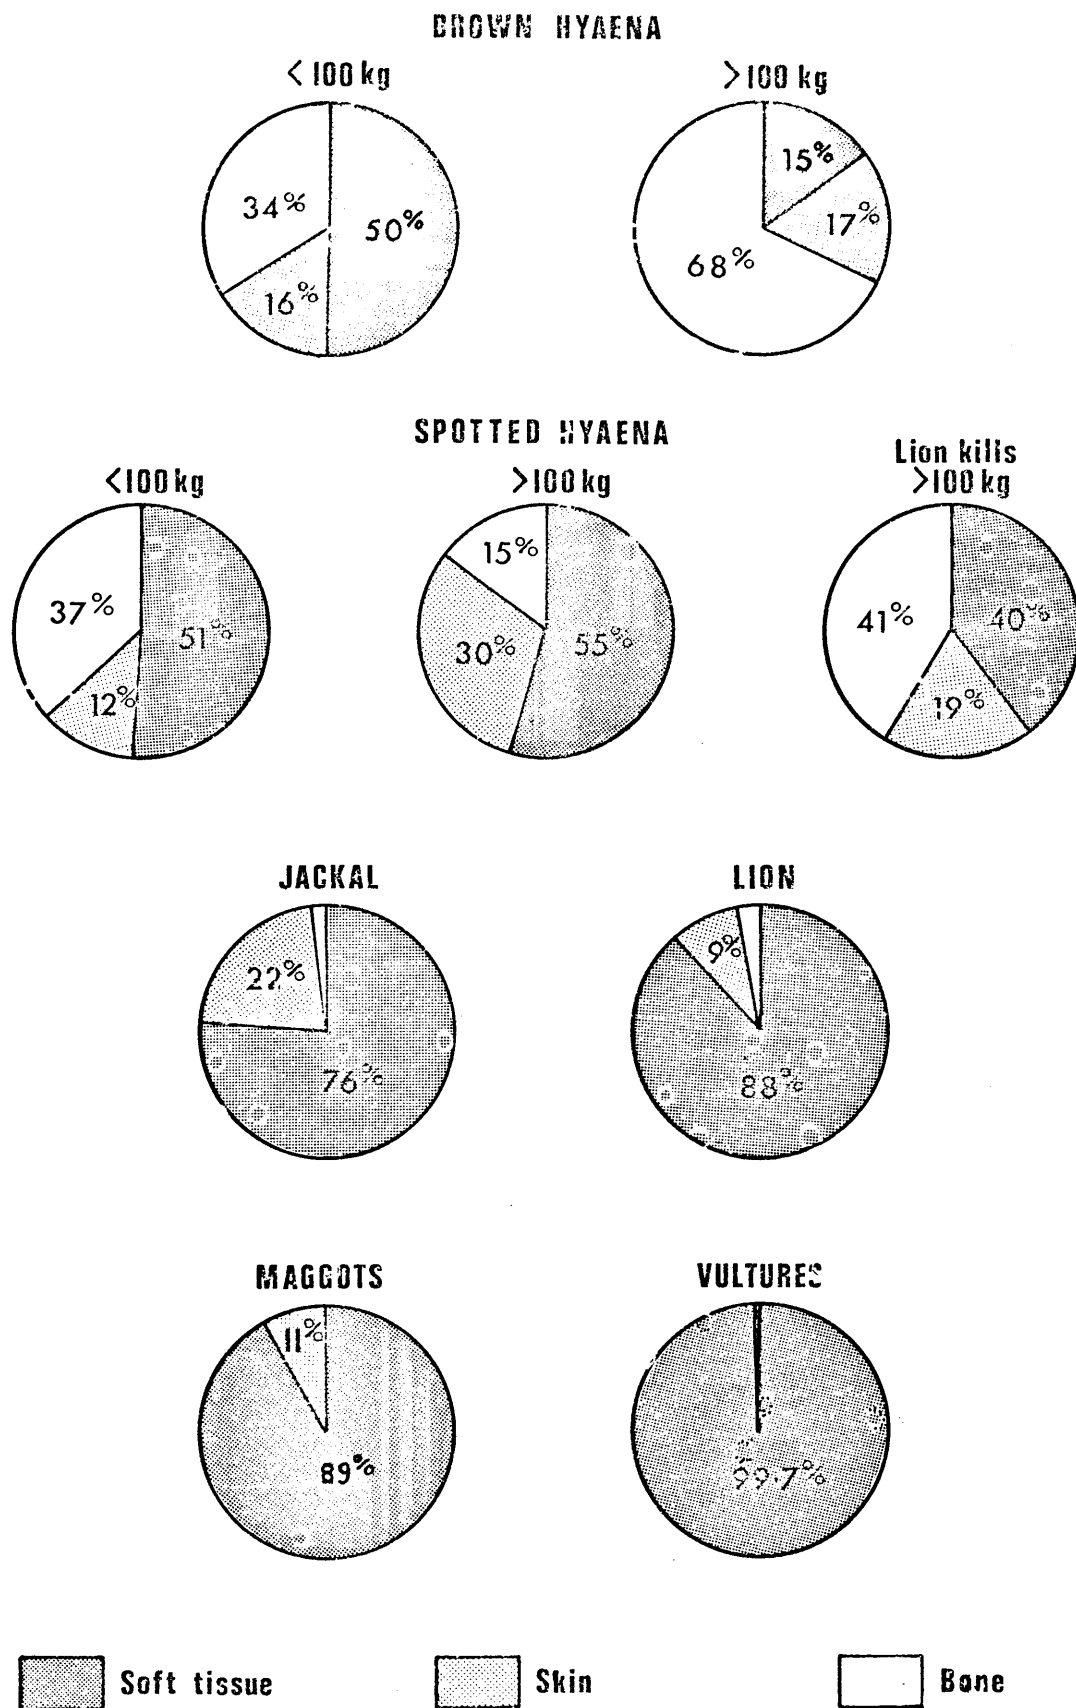 BROWN HYAENA
<100 kg >100 kg
34% 50% 16%
15% 17% 68%
SPOTTED HYAENA
<100 kg >100 kg Lion kills >100 kg
37% 51% 12%
15% 30% 55%
41% 40% 19%
JACKAL LION
22% 76%
9% 88%
MAGGOTS VULTURES
11% 89%
99.7%
Soft tissue Skin Bone